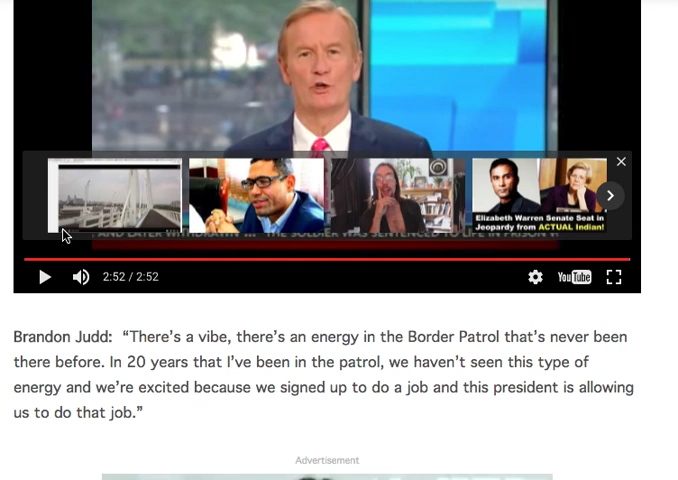 Elizabeth Warren Senate Seat in
Jeopardy from ACTUAL Indian!
AND LATER WITHDRAWN THE SOLDIER WAS SENTENCED TO LIFE IN PRISON
2:52 / 2:52
YouTube
Brandon Judd: “There’s a vibe, there’s an energy in the Border Patrol that’s never been
there before. In 20 years that I’ve been in the patrol, we haven’t seen this type of
energy and we’re excited because we signed up to do a job and this president is allowing
us to do that job.”
Advertisement